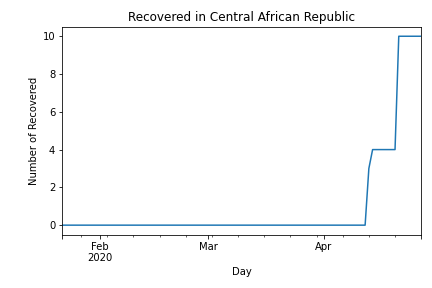 Recovered in Central African Republic
Number of Recovered
10
8
6
4
2
0
Feb
2020
Mar
Apr
Day